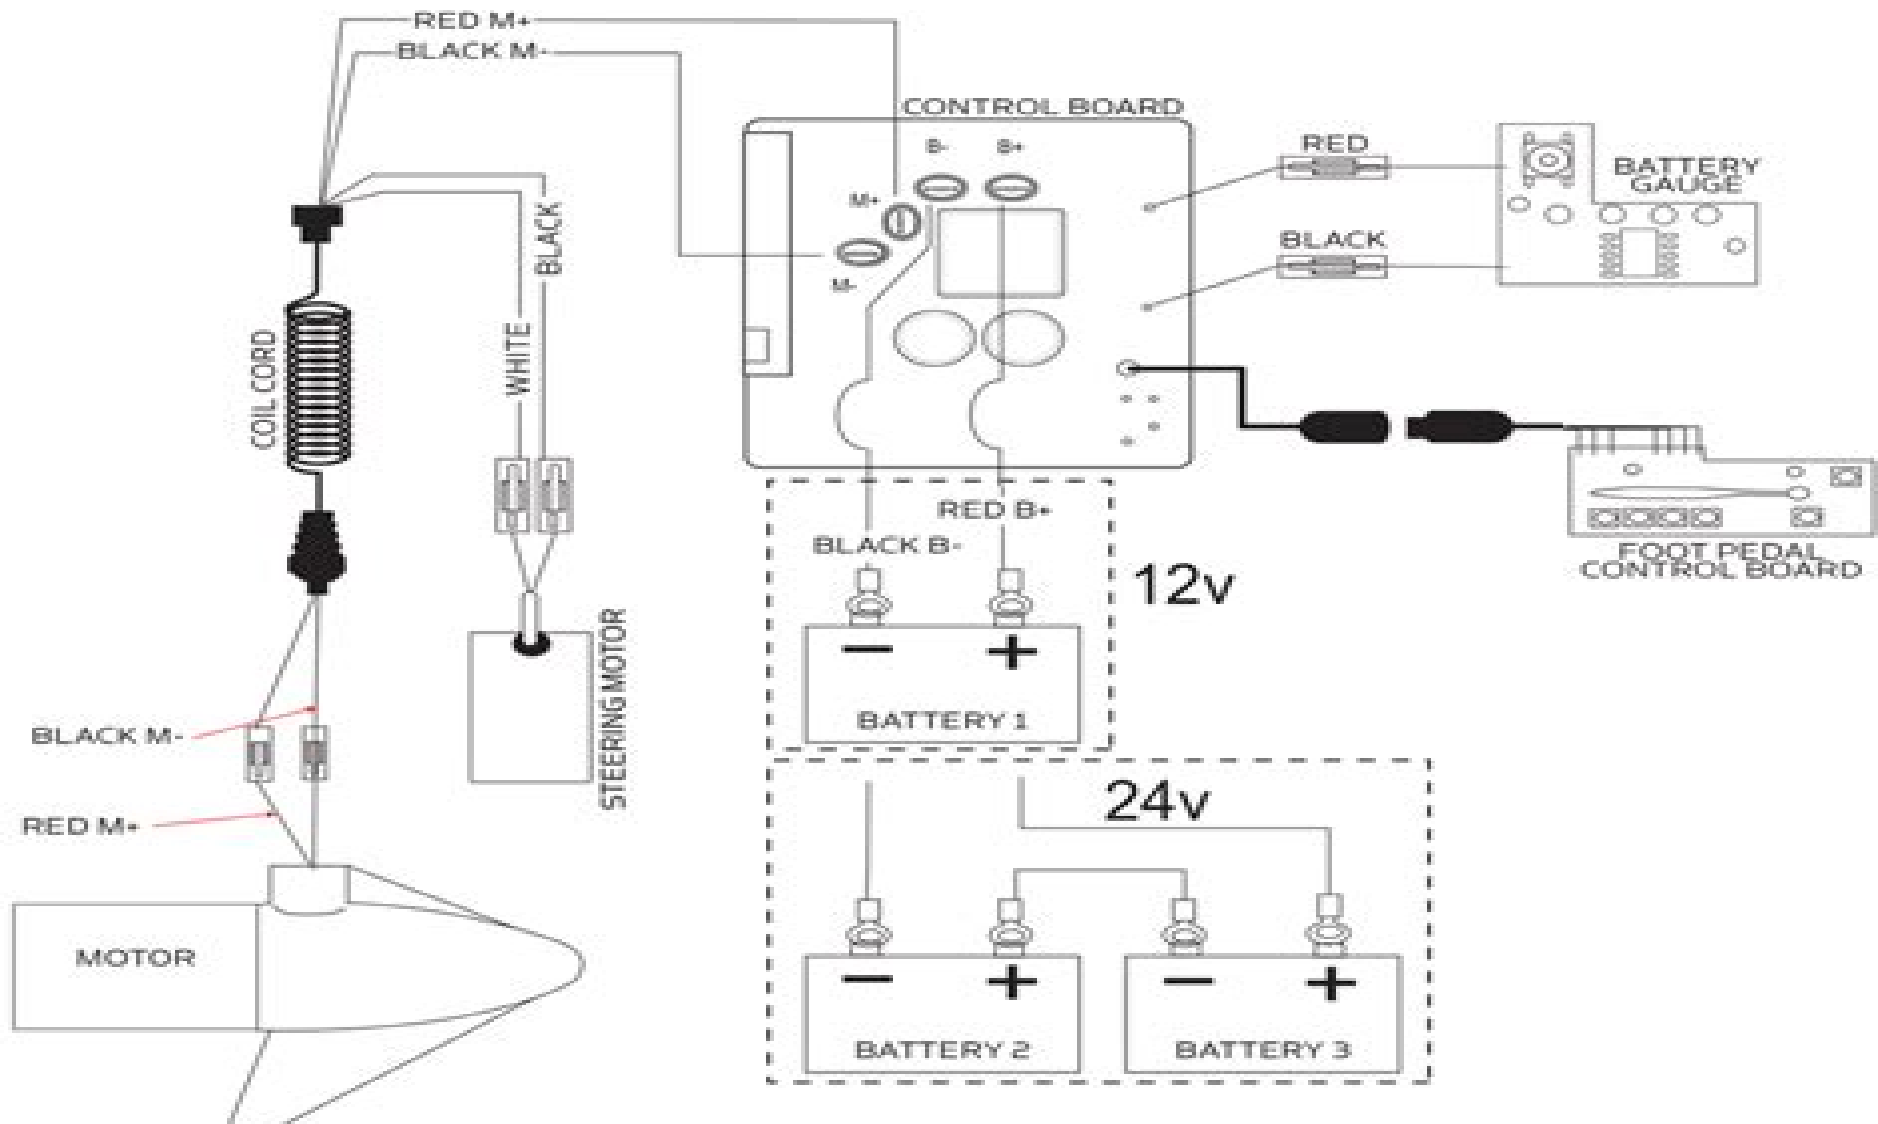 RED M+
BLACK M-
CONTROL BOARD
B-
B+
M+
M-
RED
BLACK
BATTERY
GAUGE
BLACK
WHITE
COIL CORD
RED B+
BLACK B-
12v
FOOT PEDAL
CONTROL BOARD
STEERING MOTOR
BATTERY 1
BLACK M-
RED M+
24v
MOTOR
BATTERY 2
BATTERY 3